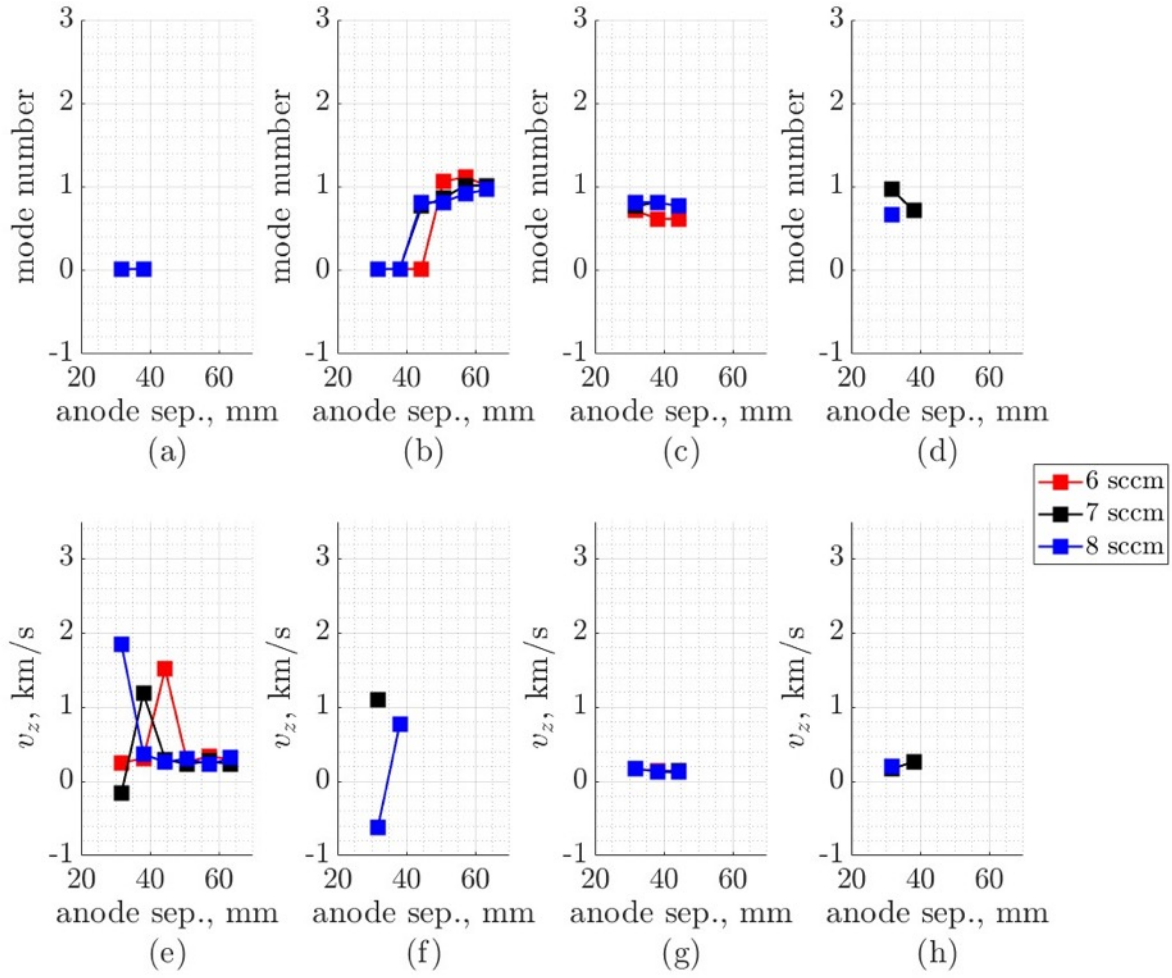 3
2
1
0
-1
mode number
20 40 60
anode sep., mm
(a)
3
2
1
0
-1
mode number
20 40 60
anode sep., mm
(b)
3
2
1
0
-1
mode number
20 40 60
anode sep., mm
(c)
3
2
1
0
-1
mode number
20 40 60
anode sep., mm
(d)
6 sccm
7 sccm
8 sccm
3
2
1
0
-1
v_z, km/s
20 40 60
anode sep., mm
(e)
3
2
1
0
-1
v_z, km/s
20 40 60
anode sep., mm
(f)
3
2
1
0
-1
v_z, km/s
20 40 60
anode sep., mm
(g)
3
2
1
0
-1
v_z, km/s
20 40 60
anode sep., mm
(h)